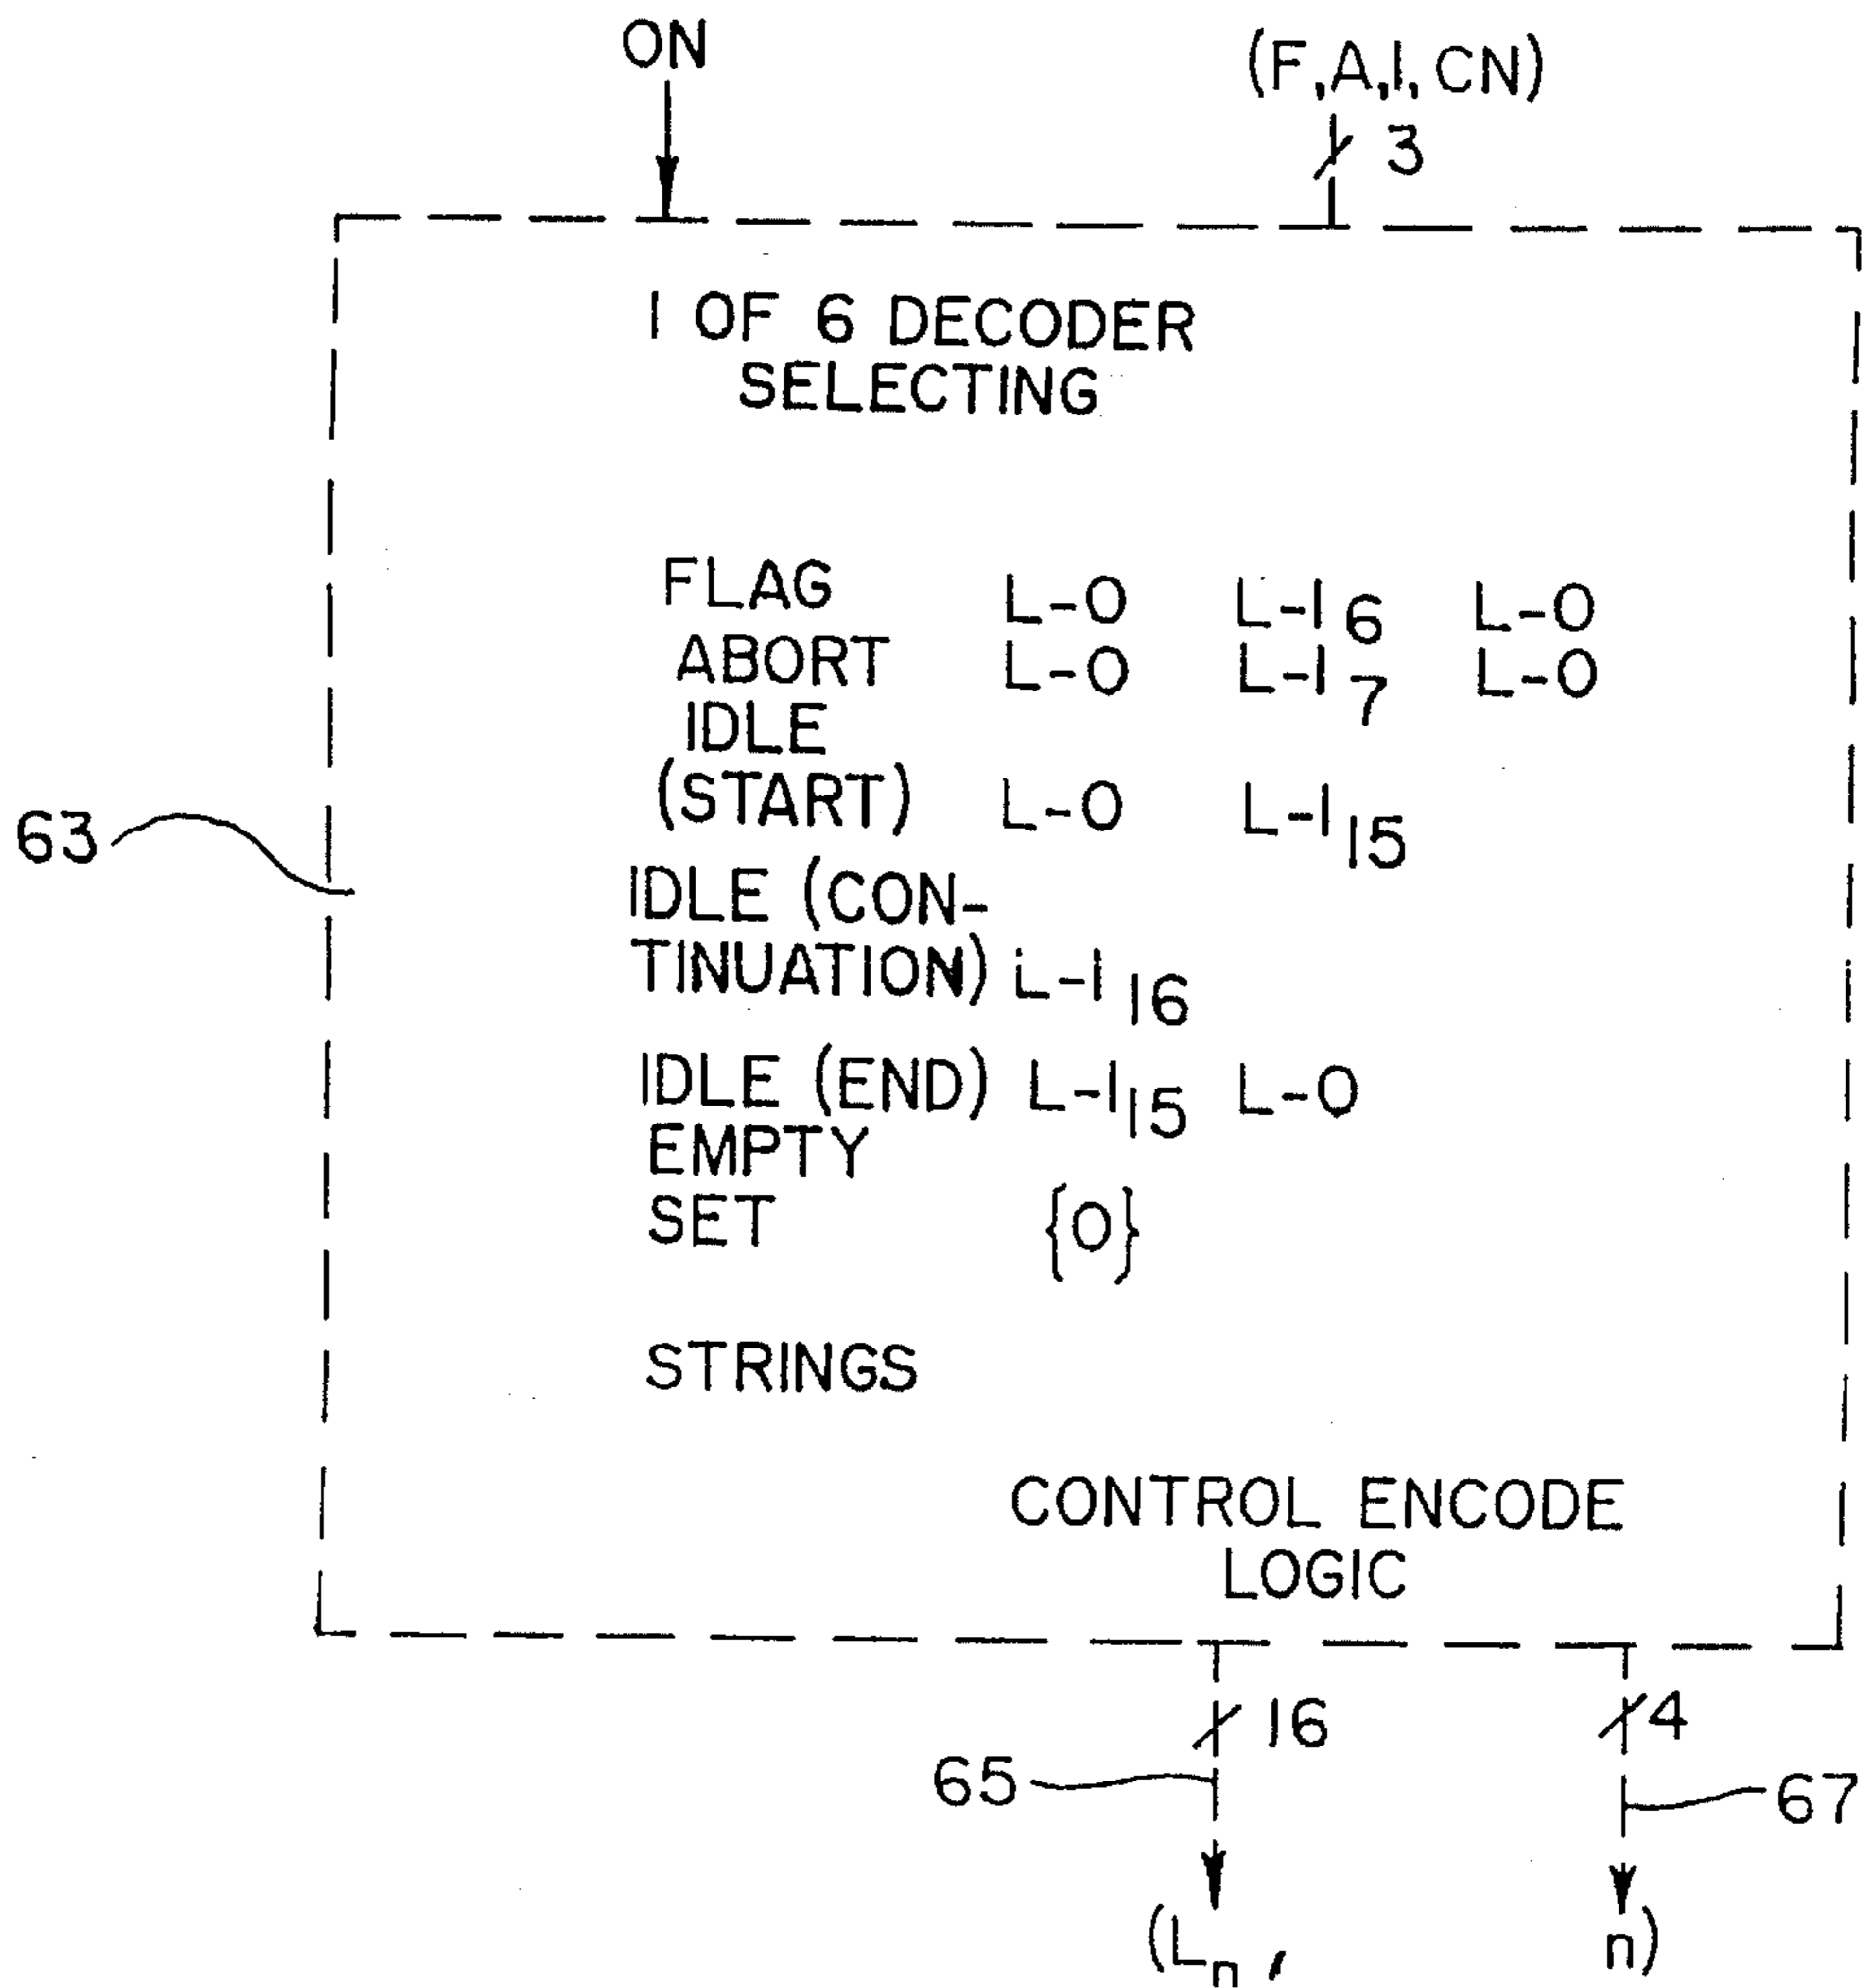 ON (F,A,I,CN)
3
1 OF 6 DECODER
SELECTING
FLAG L-0 L-1 6 L-0
ABORT L-0 L-1 7 L-0
IDLE
(START) L-0 L-1 15
63
IDLE (CON-
TINUATION) L-1 16
IDLE (END) L-1 15 L-0
EMPTY
SET {0}
STRINGS
CONTROL ENCODE
LOGIC
16 4
65 67
(Ln, n)